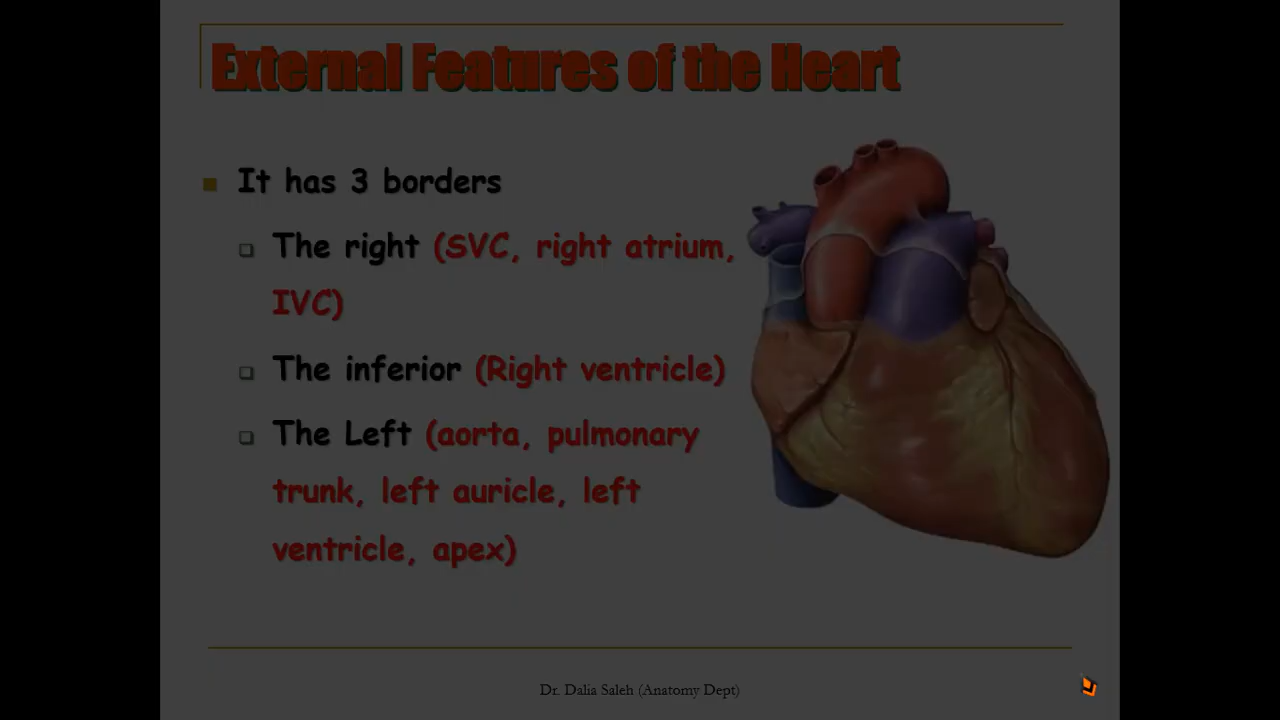 External Features of the Heart
It has 3 borders
The right (SVC, right atrium,
IVC)
The inferior (Right ventricle)
The Left (aorta, pulmonary
trunk, left auricle, left
ventricle, apex)
Dr. Dalia Saleh (Anatomy Dept)